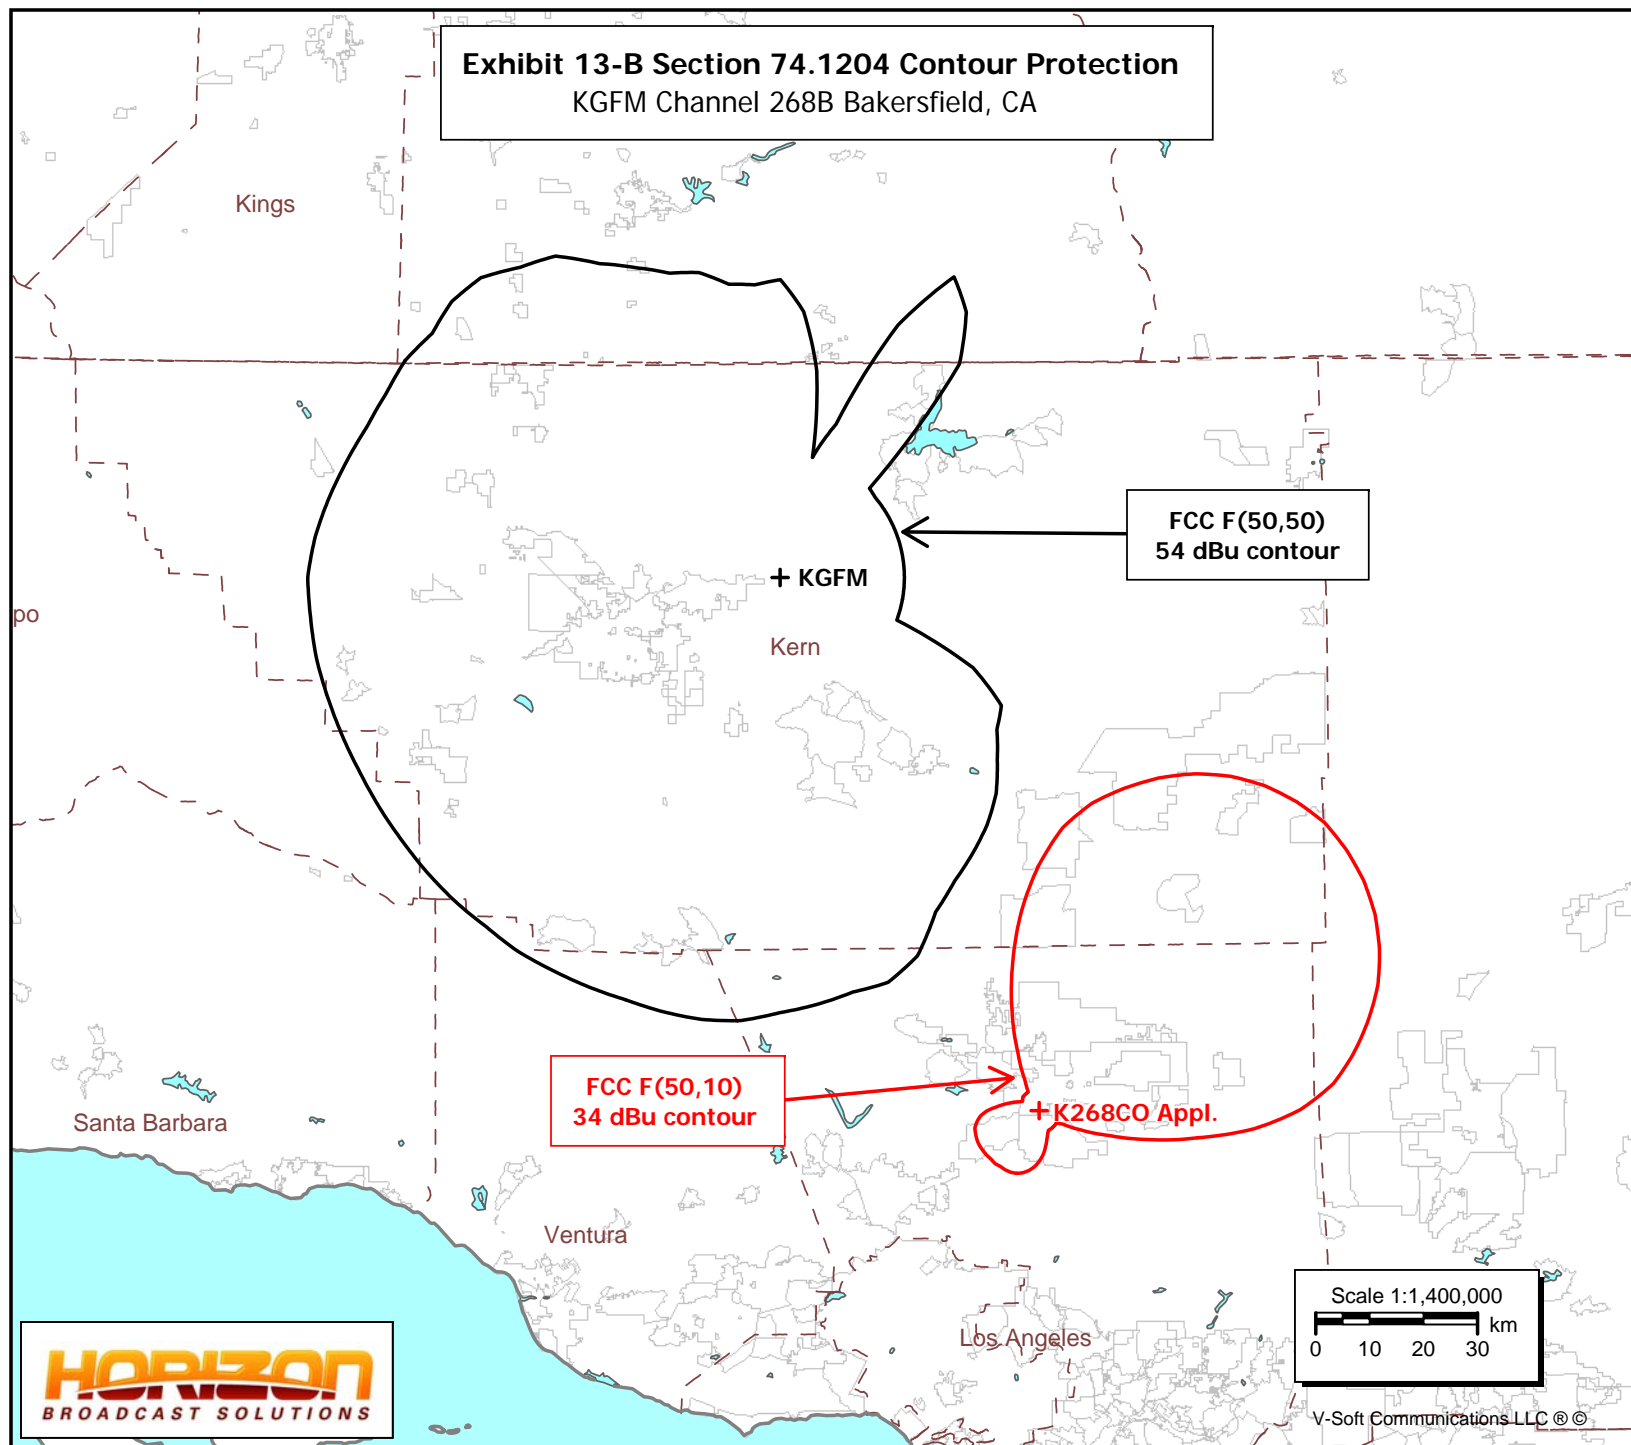 Exhibit 13-B Section 74.1204 Contour Protection
KGFM Channel 268B Bakersfield, CA
Kings
FCC F(50,50)
54 dBu contour
KGFM
po
Kern
FCC F(50,10)
34 dBu contour
K268CO Appl.
Santa Barbara
Ventura
Los Angeles
Scale 1:1,400,000
km
0 10 20 30
HORIZON
BROADCAST SOLUTIONS
V-Soft Communications LLC ® ©